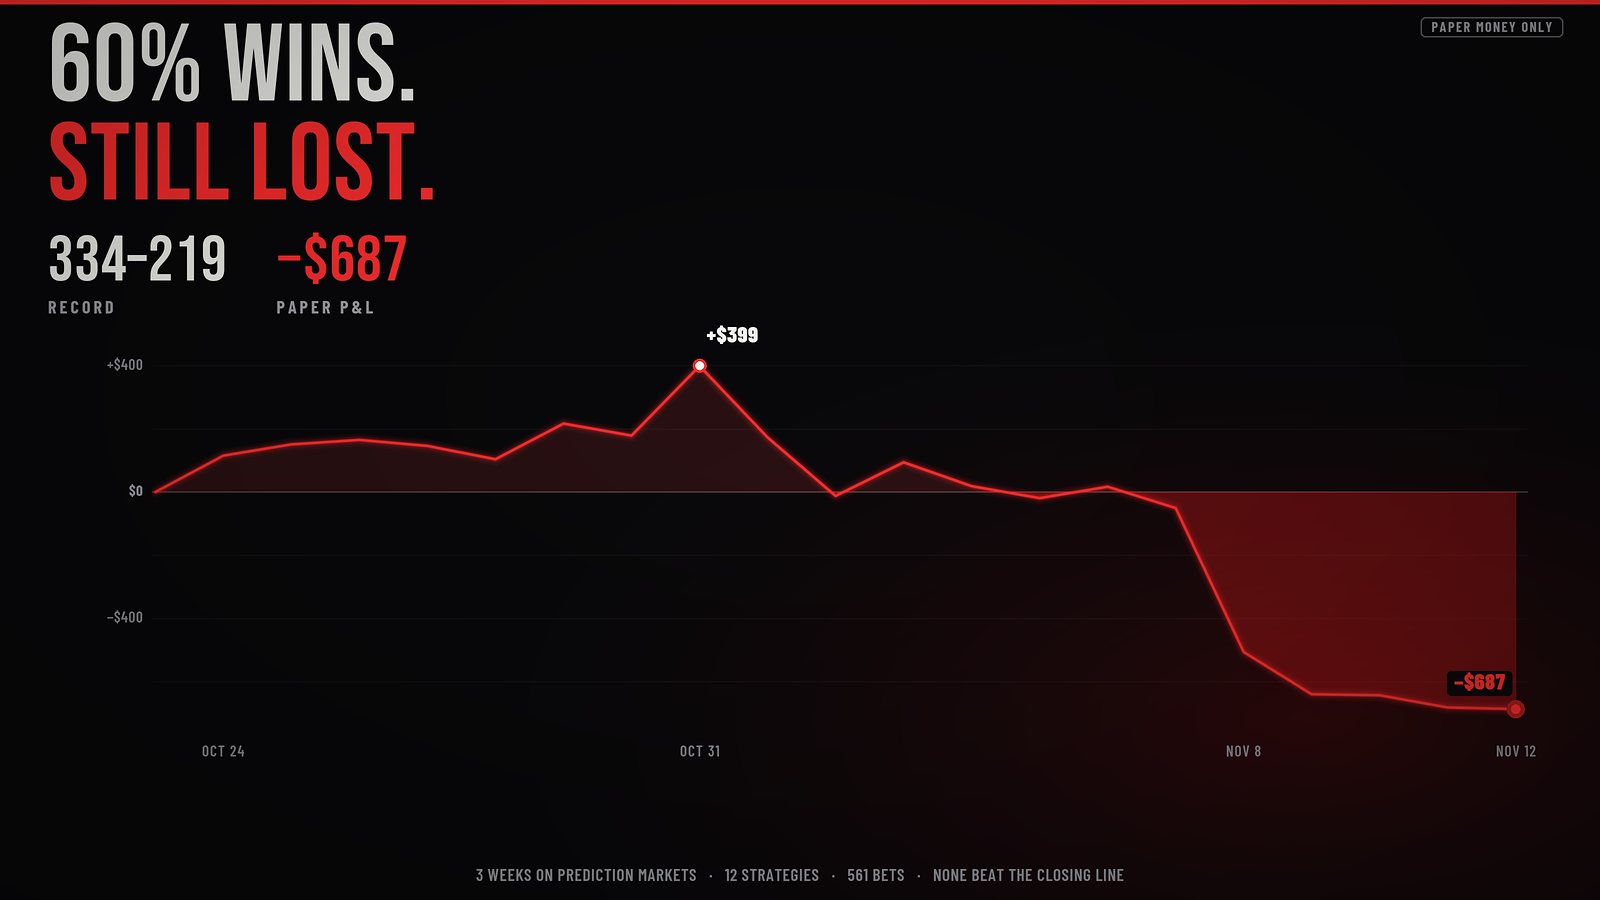 PAPER MONEY ONLY
60% WINS.
STILL LOST.
334–219
–$687
RECORD
PAPER P&L
+$399
+$400
$0
–$400
–$687
OCT 24
OCT 31
NOV 8
NOV 12
3 WEEKS ON PREDICTION MARKETS · 12 STRATEGIES · 561 BETS · NONE BEAT THE CLOSING LINE